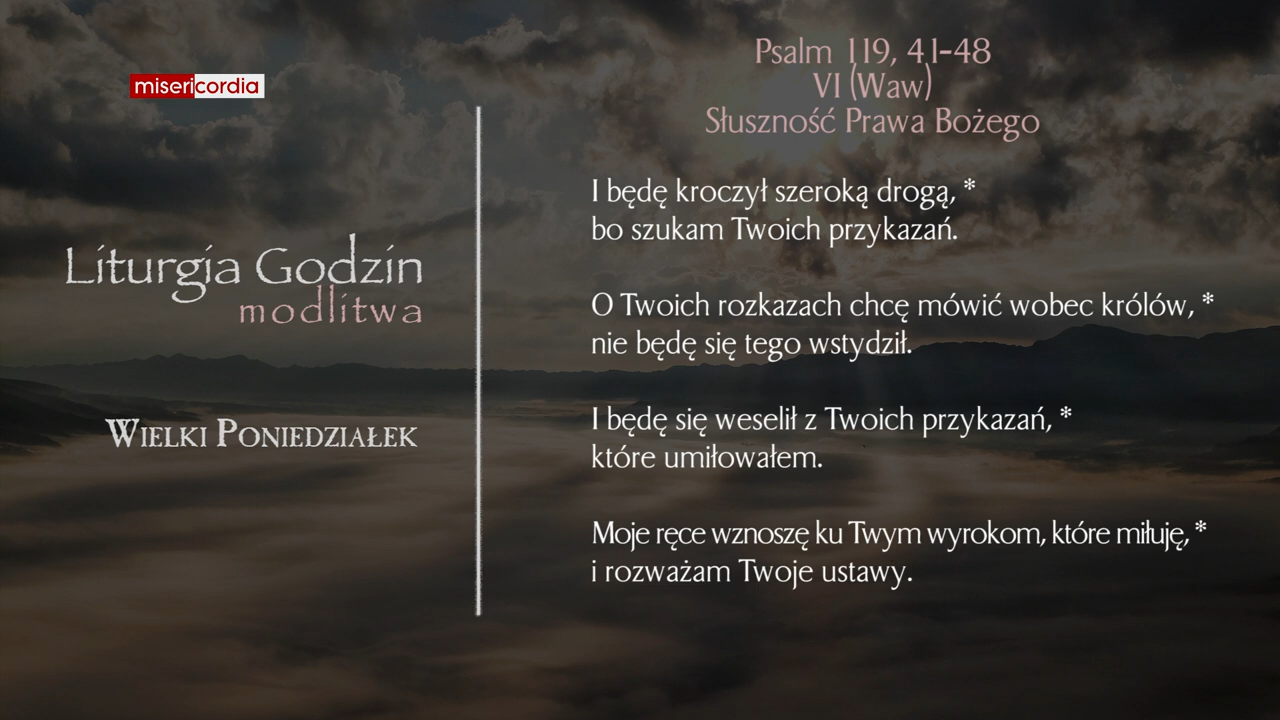 misericordia
Liturgia Godzin
modlitwa
Wielki Poniedziałek
Psalm 119, 41-48
VI (Waw)
Słuszność Prawa Bożego
I będę kroczył szeroką drogą, *
bo szukam Twoich przykazań.
O Twoich rozkazach chcę mówić wobec królów, *
nie będę się tego wstydził.
I będę się weselił z Twoich przykazań, *
które umiłowałem.
Moje ręce wznoszę ku Twym wyrokom, które miłuję, *
i rozważam Twoje ustawy.